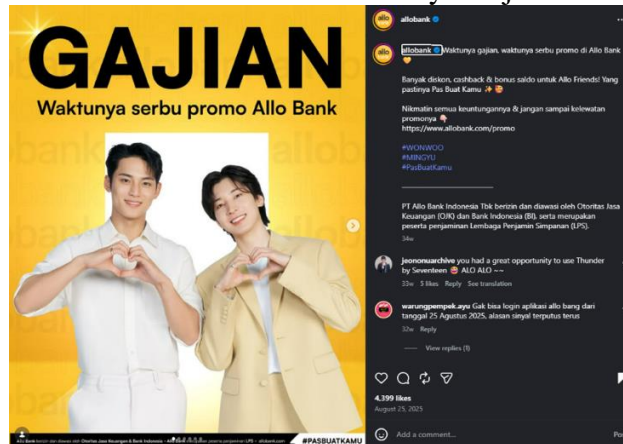 GAJIAN
Waktunya serbu promo Allo Bank
#PASBUATKAMU
allobank
allobank Waktunya gajian, waktunya serbu promo di Allo Bank
Banyak diskon, cashback & bonus saldo untuk Allo Friends! Yang
pastinya Pas Buat Kamu ✨🥰
Nikmatin semua keuntungannya & jangan sampai kelewatan
promonya
https://www.allobank.com/promo
#WONWOO
#MINGYU
#PasBuatKamu
PT Allo Bank Indonesia Tbk berizin dan diawasi oleh Otoritas Jasa
Keuangan (OJK) dan Bank Indonesia (BI), serta merupakan
peserta penjaminan Lembaga Penjamin Simpanan (LPS).
34w
jeononuarchive you had a great opportunity to use Thunder
by Seventeen ALO ALO ~~
33w 5 likes Reply See translation
warungpempek.ayu Gak bisa login aplikasi allo bang dari
tanggal 25 Agustus 2025, alasan sinyal terputus terus
32w Reply
View replies (1)
4,399 likes
August 25, 2025
Add a comment...